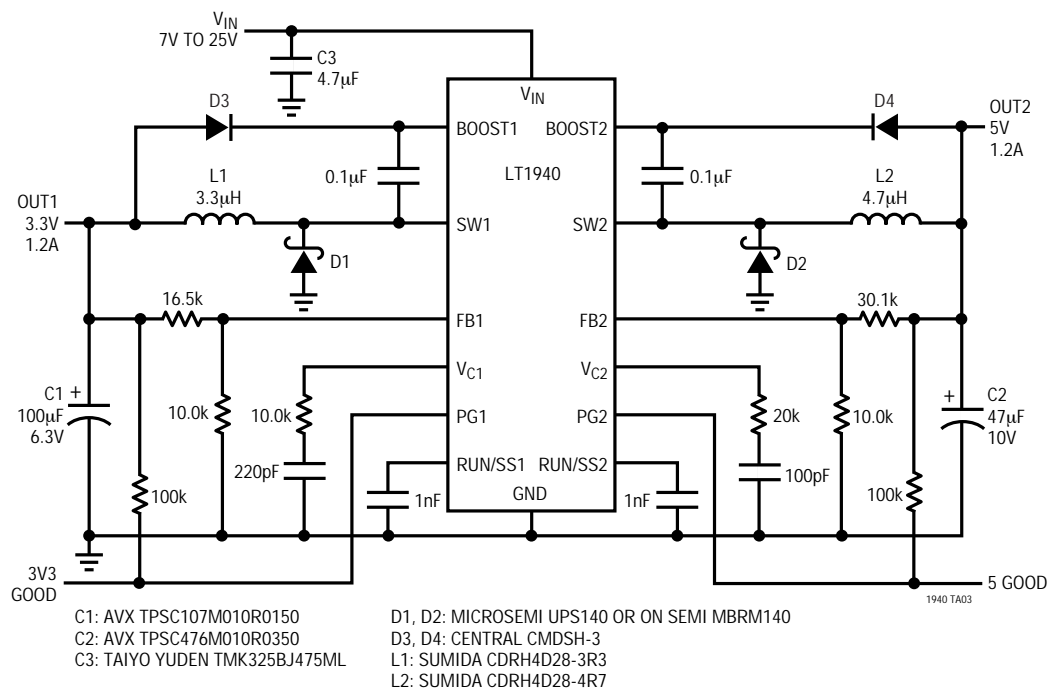 VIN
7V TO 25V
C3
4.7µF
VIN
D3
D4
OUT2
5V
1.2A
BOOST1
BOOST2
LT1940
0.1µF
0.1µF
L1
3.3µH
L2
4.7µH
OUT1
3.3V
1.2A
SW1
SW2
D1
D2
16.5k
30.1k
FB1
FB2
VC1
VC2
C1
100µF
6.3V
+
10.0k
10.0k
PG1
PG2
20k
10.0k
+
C2
47µF
10V
RUN/SS1
RUN/SS2
220pF
100pF
100k
1nF
GND
1nF
100k
3V3
GOOD
5 GOOD
1940 TA03
C1: AVX TPSC107M010R0150
C2: AVX TPSC476M010R0350
C3: TAIYO YUDEN TMK325BJ475ML
D1, D2: MICROSEMI UPS140 OR ON SEMI MBRM140
D3, D4: CENTRAL CMDSH-3
L1: SUMIDA CDRH4D28-3R3
L2: SUMIDA CDRH4D28-4R7